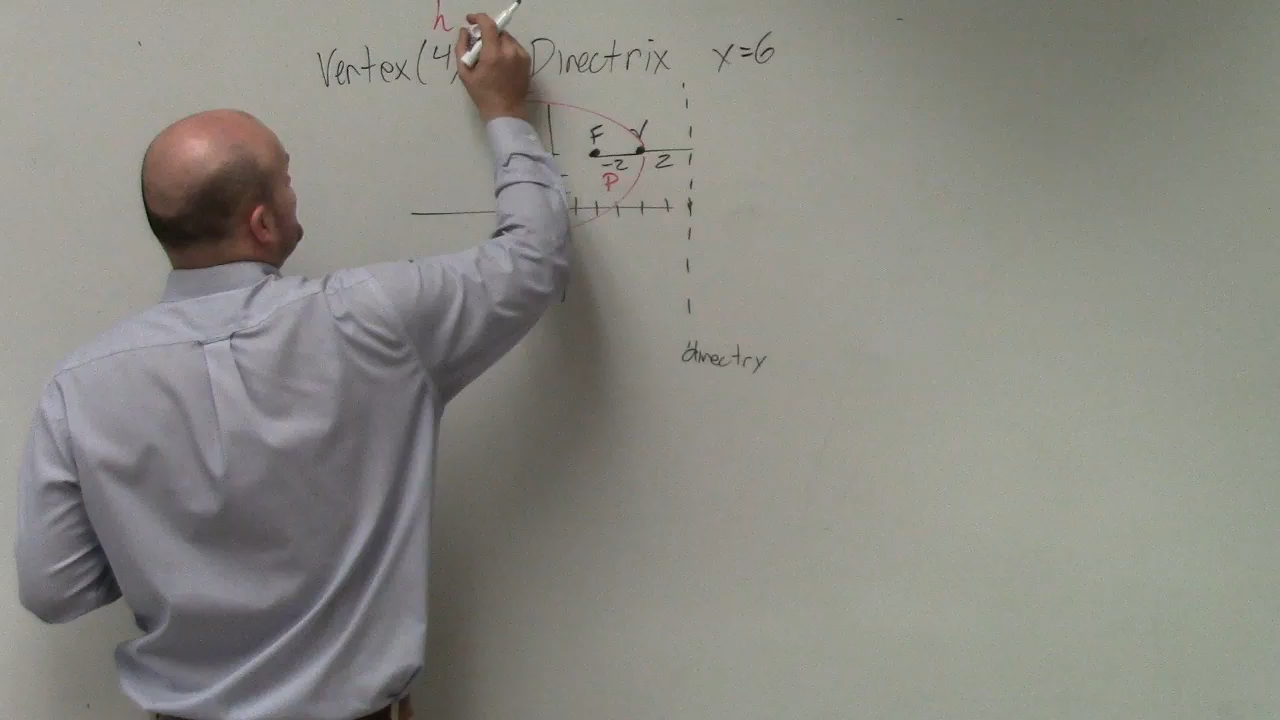 h
Vertex (4, Directrix x=6
F V
-2 2
P
directry